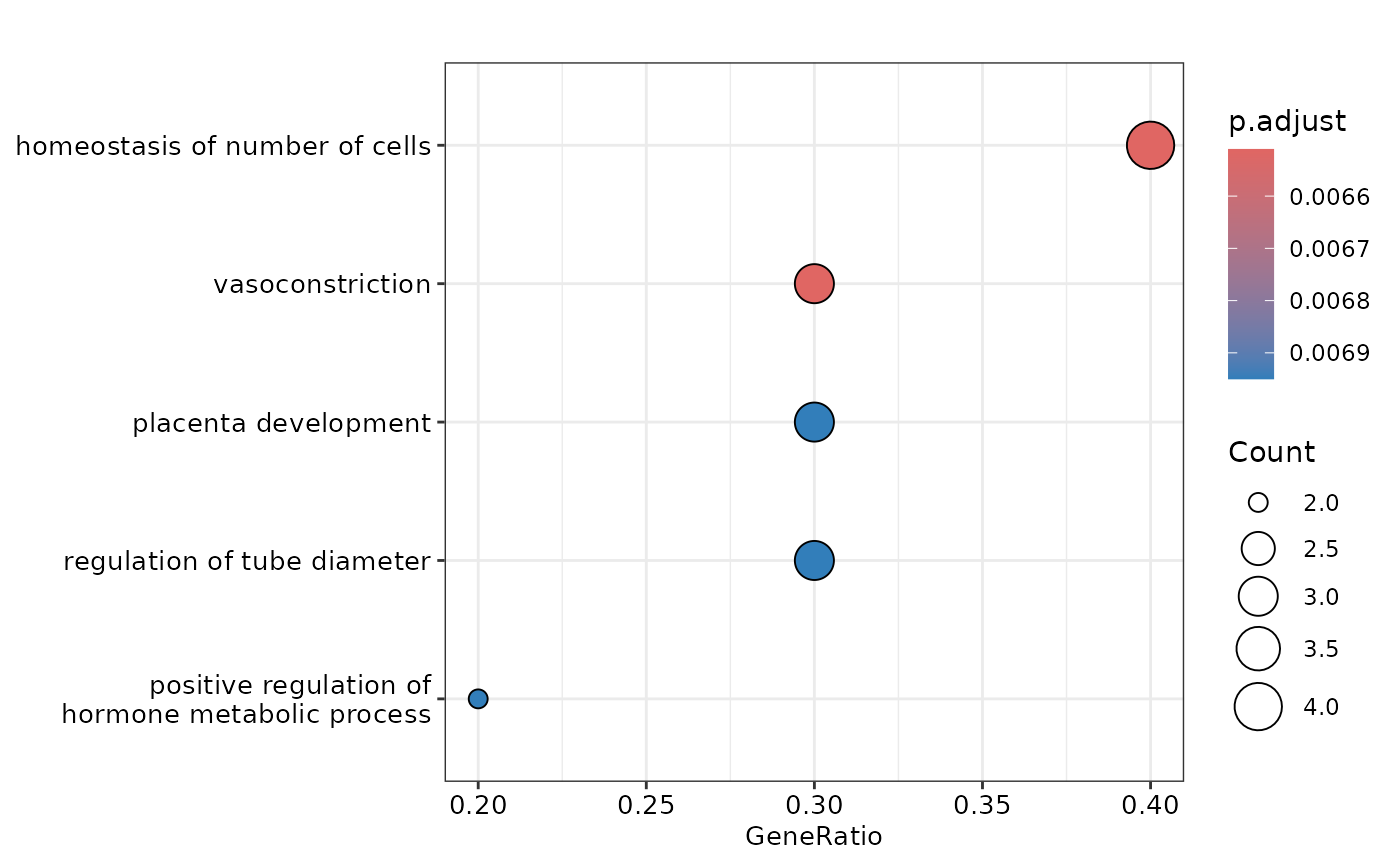 homeostasis of number of cells
vasoconstriction
placenta development
regulation of tube diameter
positive regulation of
hormone metabolic process
0.20
0.25
0.30
0.35
0.40
GeneRatio
p.adjust
0.0066
0.0067
0.0068
0.0069
Count
2.0
2.5
3.0
3.5
4.0